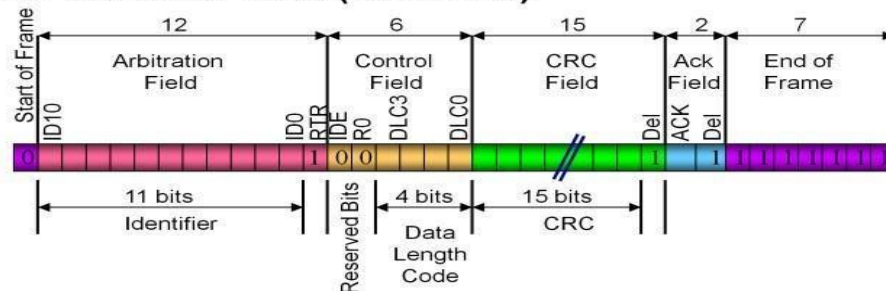 12 6 15 2 7
Start of Frame
Arbitration Field
Control Field
CRC Field
Ack Field
End of Frame
ID10
ID0
RTR
IDE
R0
DLC3
DLC0
Del
ACK
Del
0 1 0 0 1 1 1 1 1 1 1 1 1
11 bits
Identifier
Reserved Bits
4 bits
Data
Length
Code
15 bits
CRC